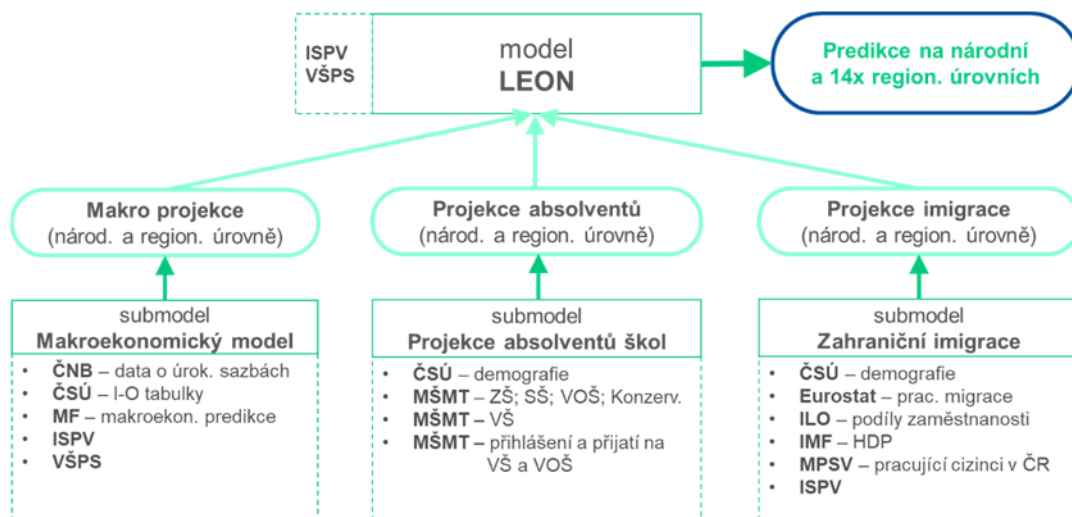 ISPV
VŠPS
model
LEON
Predikce na národní
a 14x region. úrovních
Makro projekce
(národ. a region. úrovně)
Projekce absolventů
(národ. a region. úrovně)
Projekce imigrace
(národ. a region. úrovně)
submodel
Makroekonomický model
• ČNB – data o úrok. sazbách
• ČSÚ – I-O tabulky
• MF – makroekon. predikce
• ISPV
• VŠPS
submodel
Projekce absolventů škol
• ČSÚ – demografie
• MŠMT – ZŠ; SŠ; VOŠ; Konzerv.
• MŠMT – VŠ
• MŠMT – přihlášení a přijatí na
VŠ a VOŠ
submodel
Zahraniční imigrace
• ČSÚ – demografie
• Eurostat – prac. migrace
• ILO – podíly zaměstnanosti
• IMF – HDP
• MPSV – pracující cizinci v ČR
• ISPV